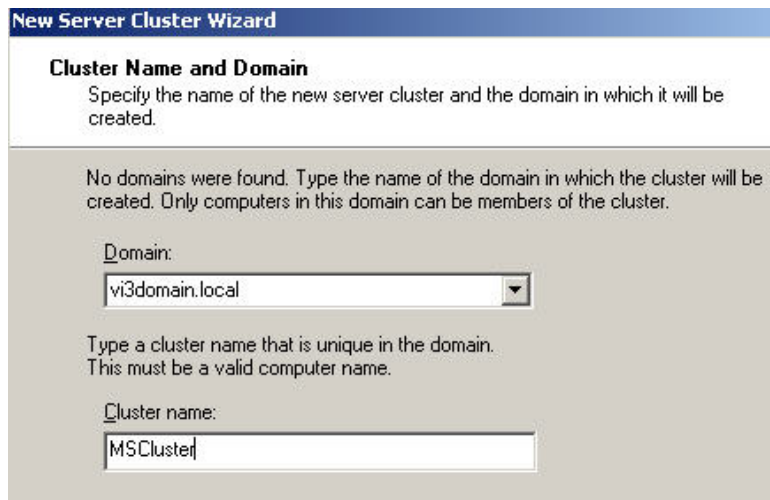 New Server Cluster Wizard
Cluster Name and Domain
Specify the name of the new server cluster and the domain in which it will be
created.
No domains were found. Type the name of the domain in which the cluster will be
created. Only computers in this domain can be members of the cluster.
Domain:
vi3domain.local
Type a cluster name that is unique in the domain.
This must be a valid computer name.
Cluster name:
MSCluster